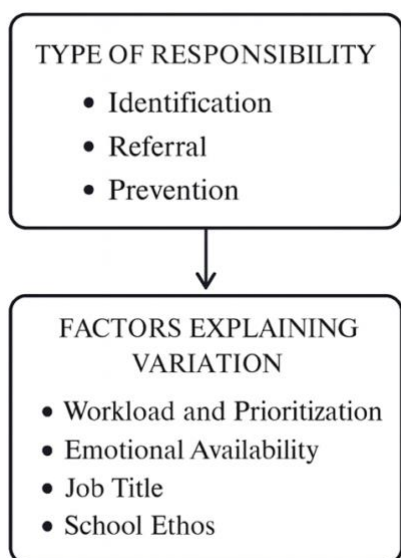 TYPE OF RESPONSIBILITY
• Identification
• Referral
• Prevention
FACTORS EXPLAINING
VARIATION
• Workload and Prioritization
• Emotional Availability
• Job Title
• School Ethos